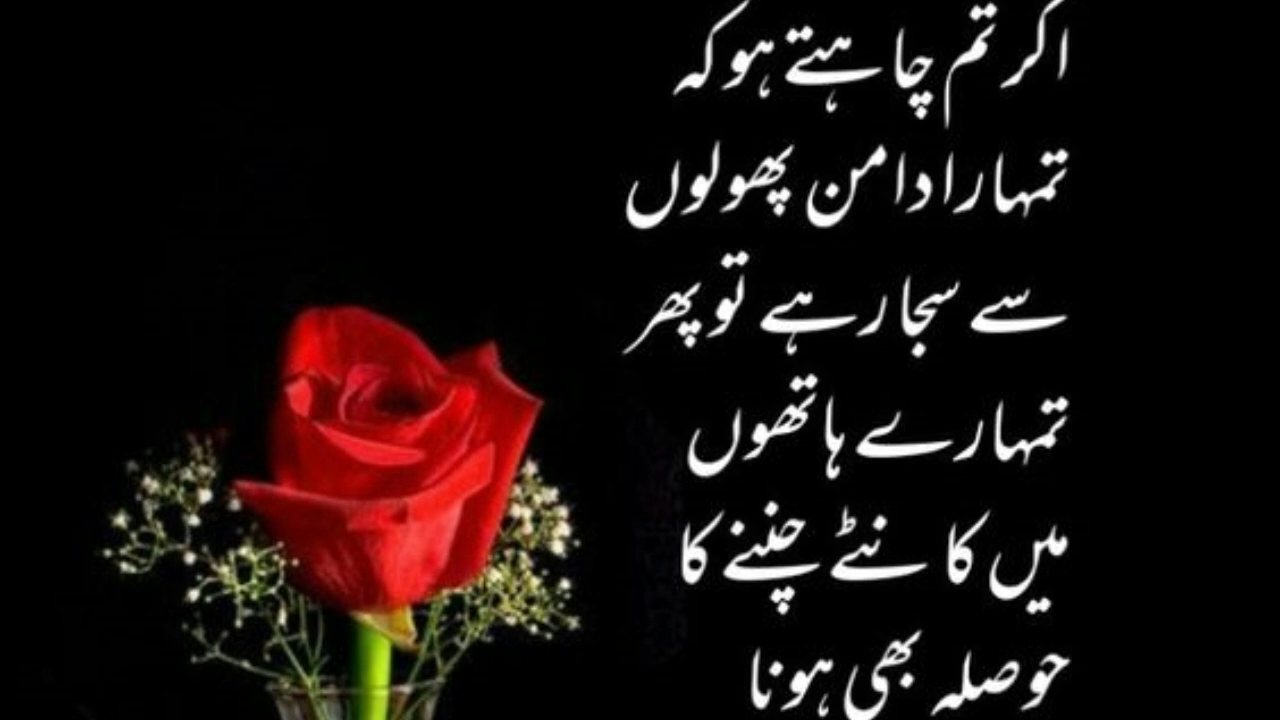 اگر تم چاہتے ہو کہ
تمہارا دامن پھولوں
سے سجا رہے تو پھر
تمہارے ہاتھوں
میں کانٹے چننے کا
حوصلہ بھی ہونا